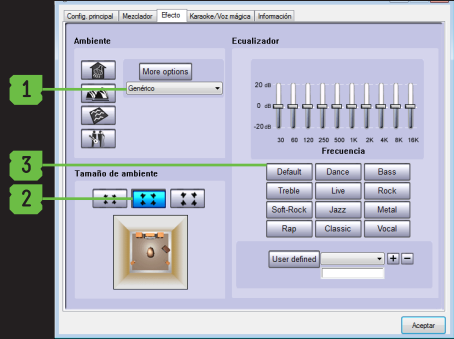 Config. principal Mezclador Efecto Karaoke/Voz mágica Información
Ambiente
More options
Genérico
1
Tamaño de ambiente
2
3
Ecualizador
20 dB
0 dB
-20 dB
30 60 120 250 500 1K 2K 4K 8K 16K
Frecuencia
Default Dance Bass
Treble Live Rock
Soft-Rock Jazz Metal
Rap Classic Vocal
User defined
Aceptar